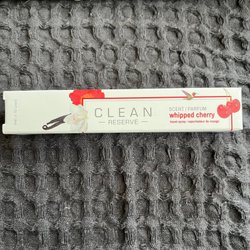 CLEAN
RESERVE
SCENT / PARFUM
whipped cherry
travel spray • vaporisateur de voyage